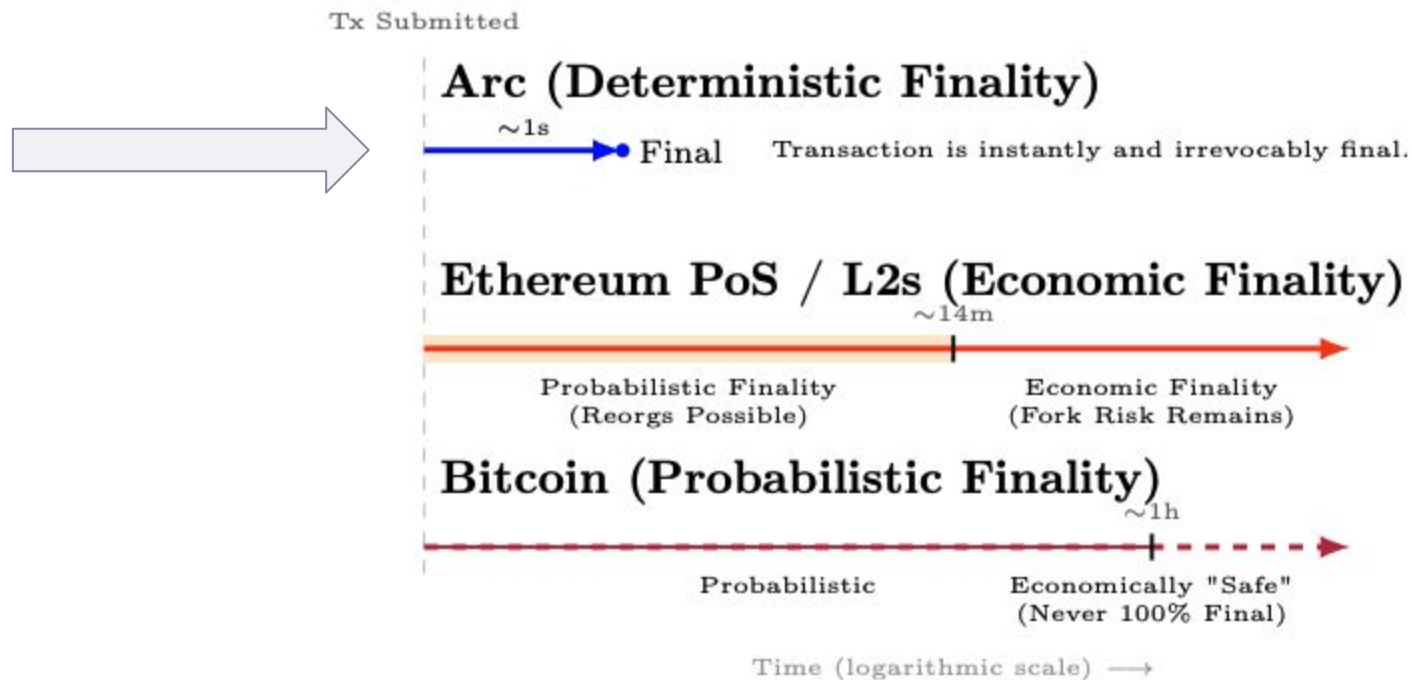 Tx Submitted
Arc (Deterministic Finality)
~1s
Final
Transaction is instantly and irrevocably final.
Ethereum PoS / L2s (Economic Finality)
~14m
Probabilistic Finality
(Reorgs Possible)
Economic Finality
(Fork Risk Remains)
Bitcoin (Probabilistic Finality)
~1h
Probabilistic
Economically "Safe"
(Never 100% Final)
Time (logarithmic scale) ⟶